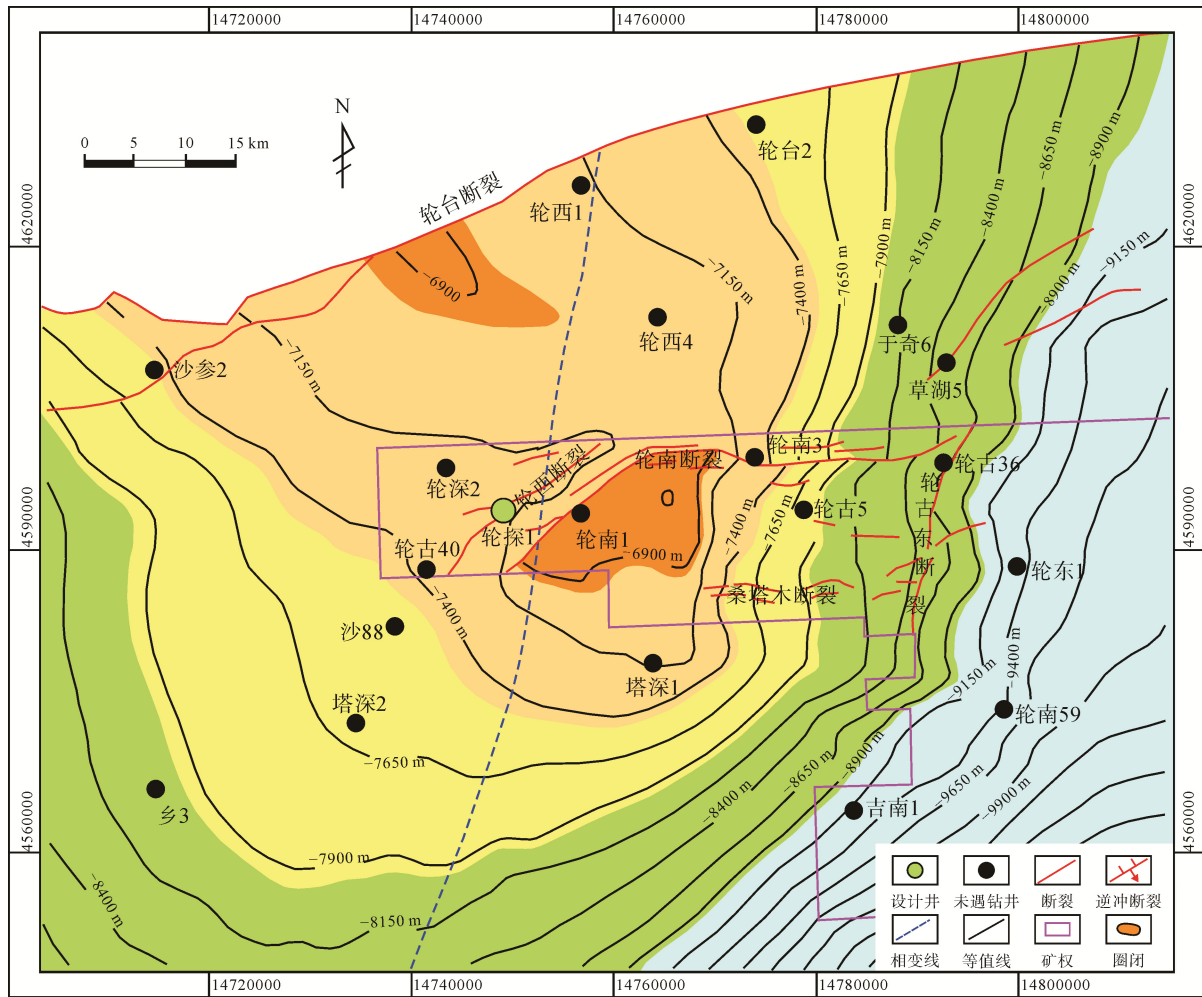 14720000
14740000
14760000
14780000
14800000
N
0
5
10
15 km
4620000
4620000
轮台断裂
轮西1
轮台2
-7900 m
-8150 m
-8400 m
-8650 m
-8900 m
-9150 m
-6900
-7150 m
-7400 m
-7650 m
-8900 m
轮西4
于奇6
草湖5
沙参2
-7150 m
轮深2
轮西断裂
轮南断裂
轮南3
轮古36
轮探1
轮南1
轮古5
轮古东断裂
4590000
4590000
轮古40
-6900 m
-7400 m
-7650 m
轮东1
-7400 m
桑塔木断裂
沙88
塔深1
塔深2
-9150 m
-9400 m
轮南59
-7650 m
-8900 m
-8650 m
-8400 m
-9650 m
-9900 m
乡3
吉南1
4560000
4560000
-7900 m
-8400 m
-8150 m
设计井
未遇钻井
断裂
逆冲断裂
相变线
等值线
矿权
圈闭
14720000
14740000
14760000
14780000
14800000